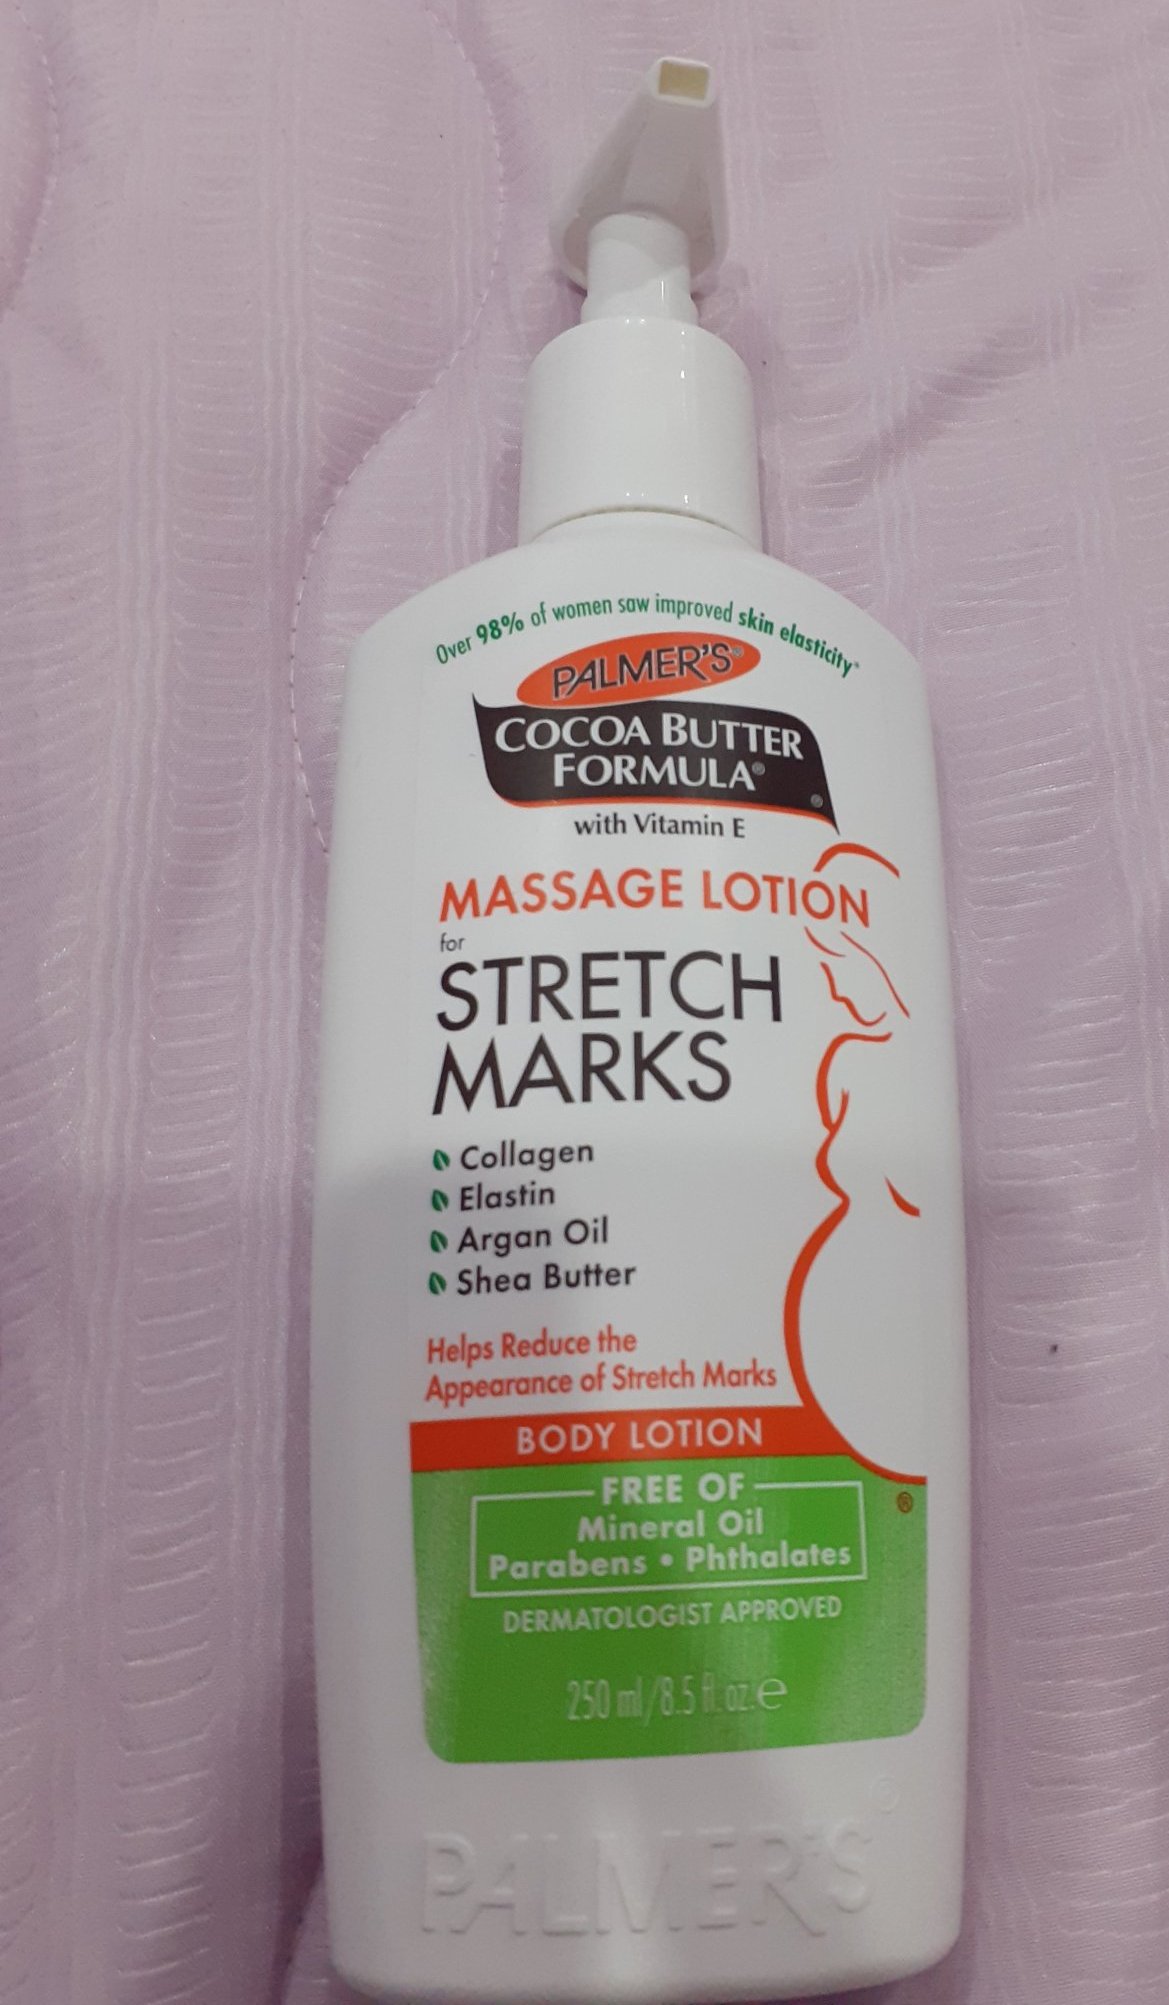 Over 98% of women saw improved skin elasticity*
PALMER'S®
COCOA BUTTER
FORMULA®
®
with Vitamin E
MASSAGE LOTION
for
STRETCH
MARKS
Collagen
Elastin
Argan Oil
Shea Butter
Helps Reduce the
Appearance of Stretch Marks
BODY LOTION
FREE OF
®
Mineral Oil
Parabens • Phthalates
DERMATOLOGIST APPROVED
250 ml/8.5 fl. oz. ℮
®
PALMER'S